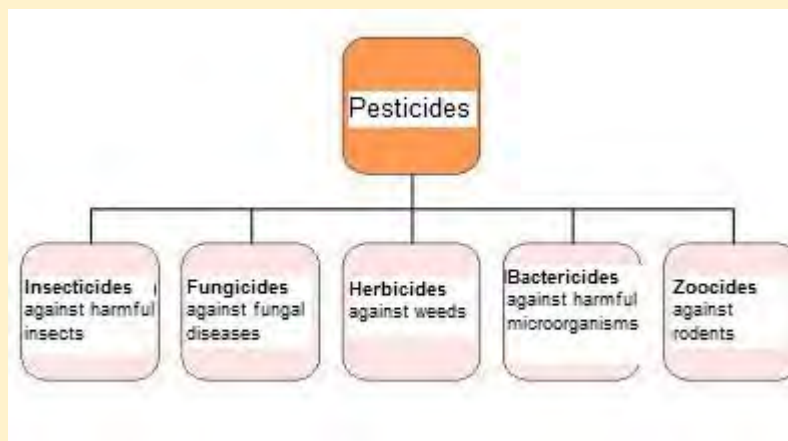 Pesticides
Insecticides
against harmful
insects
Fungicides
against fungal
diseases
Herbicides
against weeds
Bactericides
against harmful
microorganisms
Zoocides
against
rodents